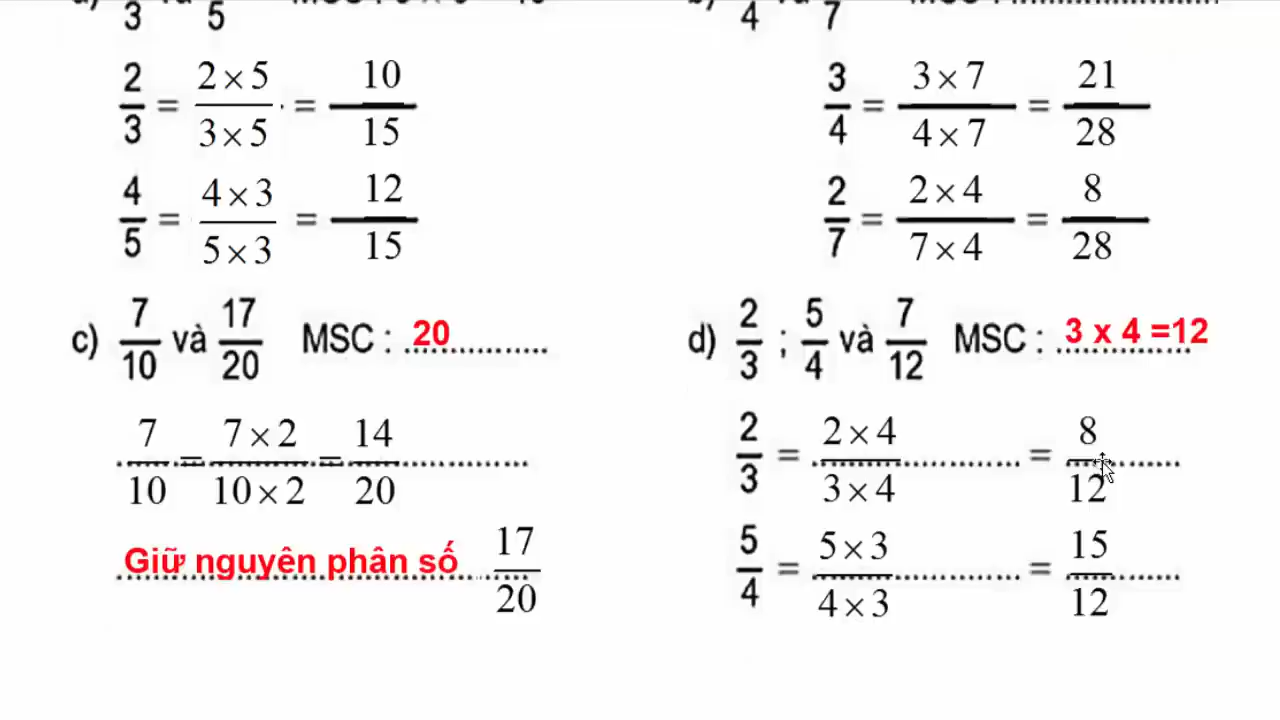 2/3 = (2 × 5)/(3 × 5) = 10/15
4/5 = (4 × 3)/(5 × 3) = 12/15
3/4 = (3 × 7)/(4 × 7) = 21/28
2/7 = (2 × 4)/(7 × 4) = 8/28
c) 7/10 và 17/20 MSC : 20
7/10 = (7 × 2)/(10 × 2) = 14/20
Giữ nguyên phân số 17/20
d) 2/3 ; 5/4 và 7/12 MSC : 3 x 4 =12
2/3 = (2 × 4)/(3 × 4) = 8/12
5/4 = (5 × 3)/(4 × 3) = 15/12